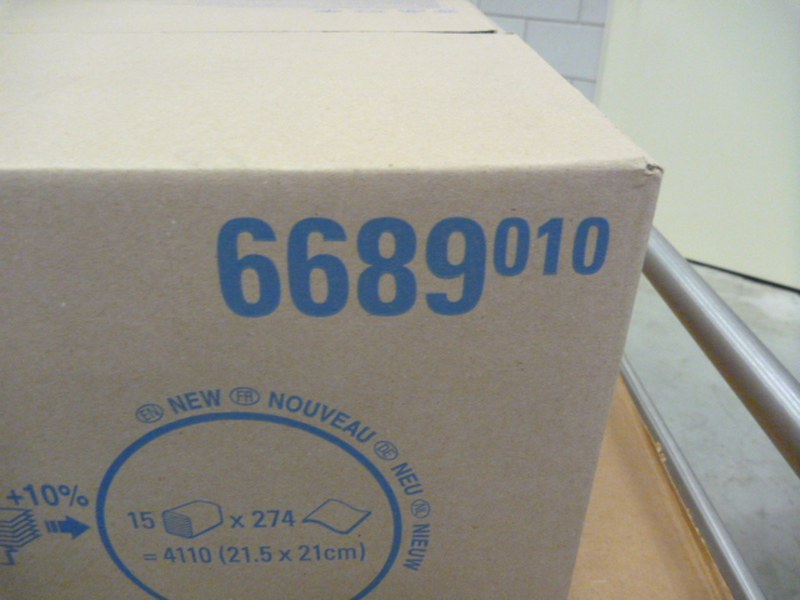 6689010
EN NEW FR NOUVEAU DE NEU NL NIEUW
+10%
15 x 274
= 4110 (21.5 x 21cm)